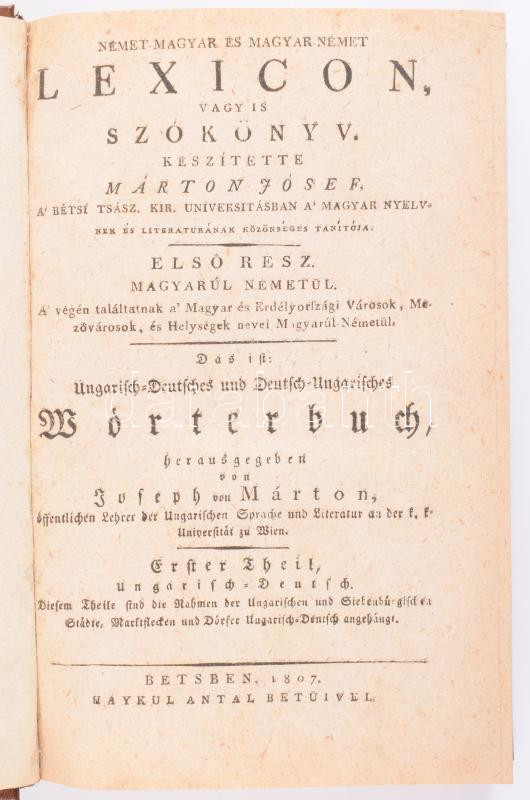 NÉMET-MAGYAR ÉS MAGYAR-NÉMET
LEXICON,
VAGY IS
SZÓKÖNYV.
KÉSZÍTETTE
MÁRTON JÓSEF,
A' BÉTSI TSÁSZ. KIR. UNIVERSITÁSBAN A' MAGYAR NYELV-
NEK ÉS LITERATURÁNAK KÖZÖNSÉGES TANÍTÓJA.
ELSŐ RÉSZ.
MAGYARÚL NÉMETÜL.
A' végén találtatnak a' Magyar és Erdélyországi Városok, Me-
zővárosok, és Helységek nevei Magyarúl-Németül.
Das ist:
Ungarisch-Deutsches und Deutsch-Ungarisches
Wörterbuch,
herausgegeben
von
Joseph von Márton,
öffentlichen Lehrer der Ungarischen Sprache und Literatur an der k. k.
Universität zu Wien.
Erster Theil,
Ungarisch-Deutsch.
Diesem Theile sind die Nahmen der Ungarischen und Siebenbürgischen
Städte, Marktflecken und Dörfer Ungarisch-Deutsch angehängt.
BETSBEN, 1807.
HAYKUL ANTAL BETŰIVEL.
darabanth